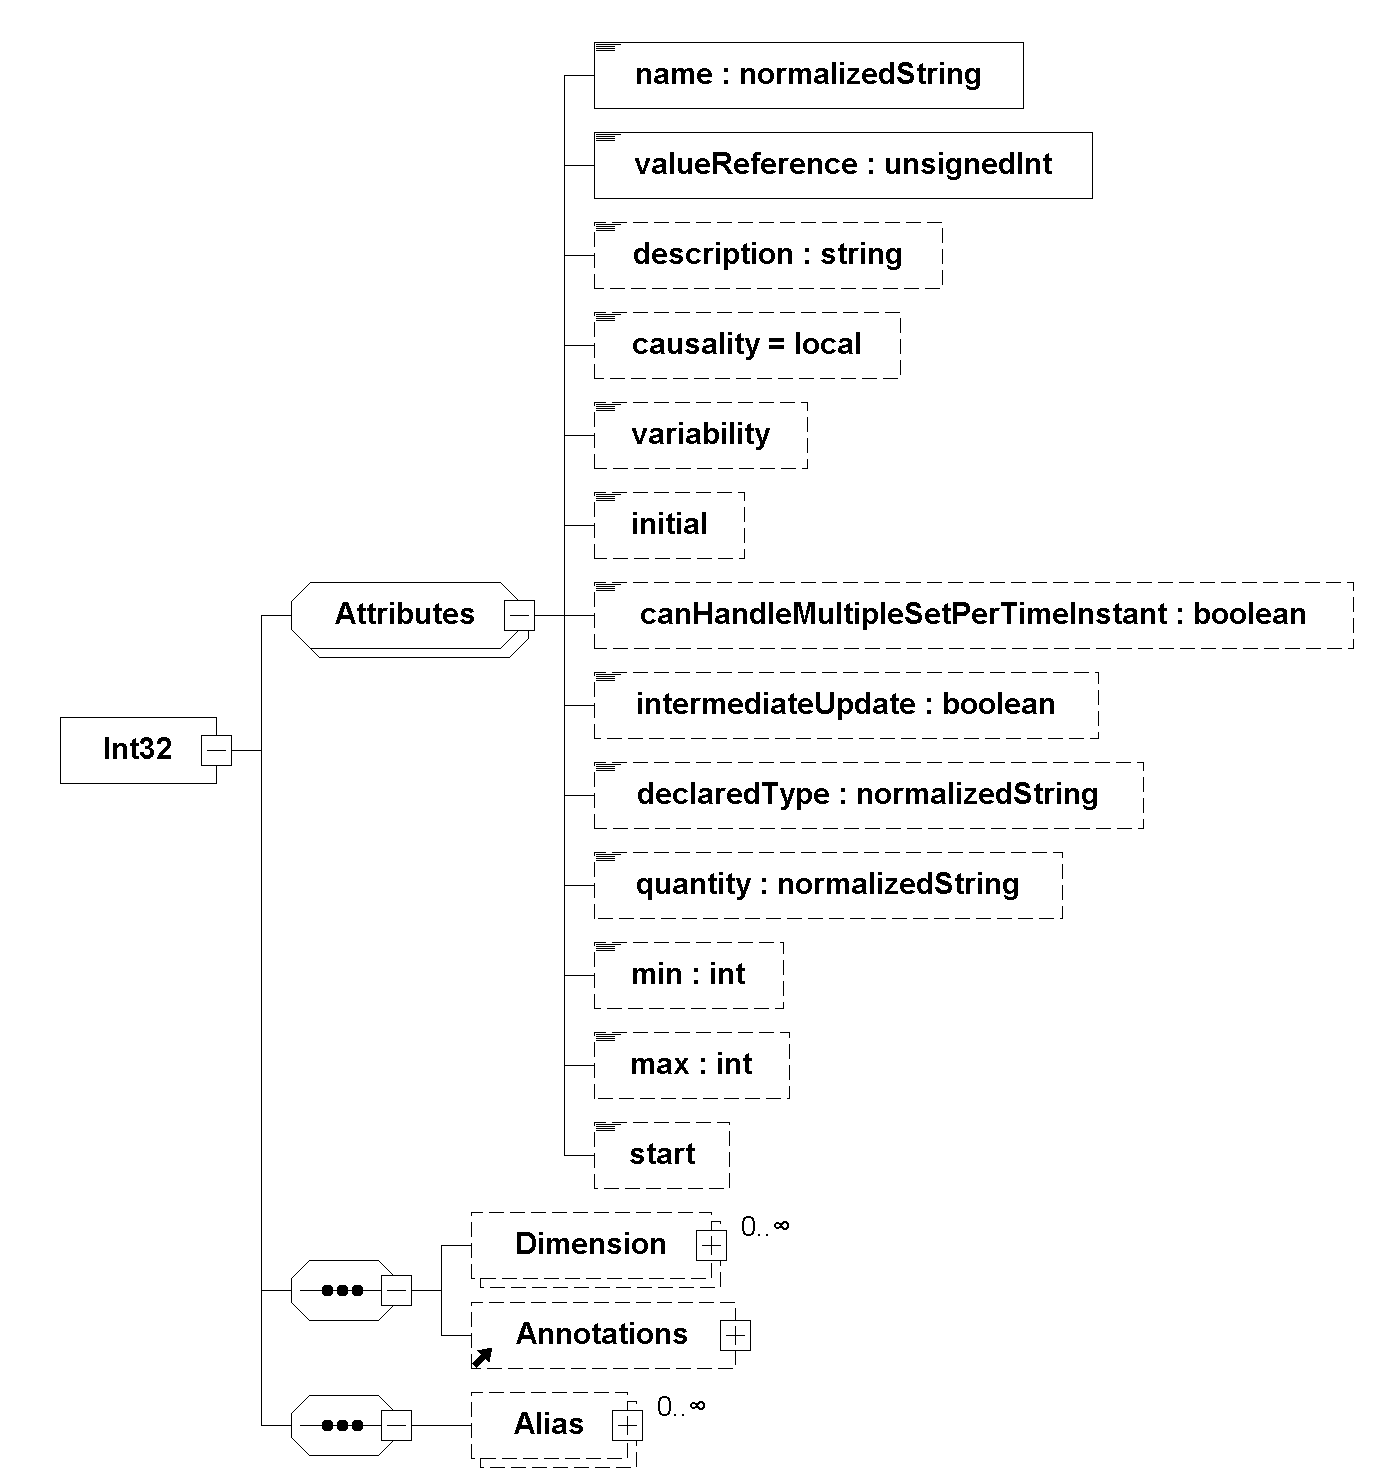 name : normalizedString
valueReference : unsignedInt
description : string
causality = local
variability
initial
Attributes
canHandleMultipleSetPerTimeInstant : boolean
intermediateUpdate : boolean
Int32
declaredType : normalizedString
quantity : normalizedString
min : int
max : int
start
Dimension
0..∞
Annotations
Alias
0..∞